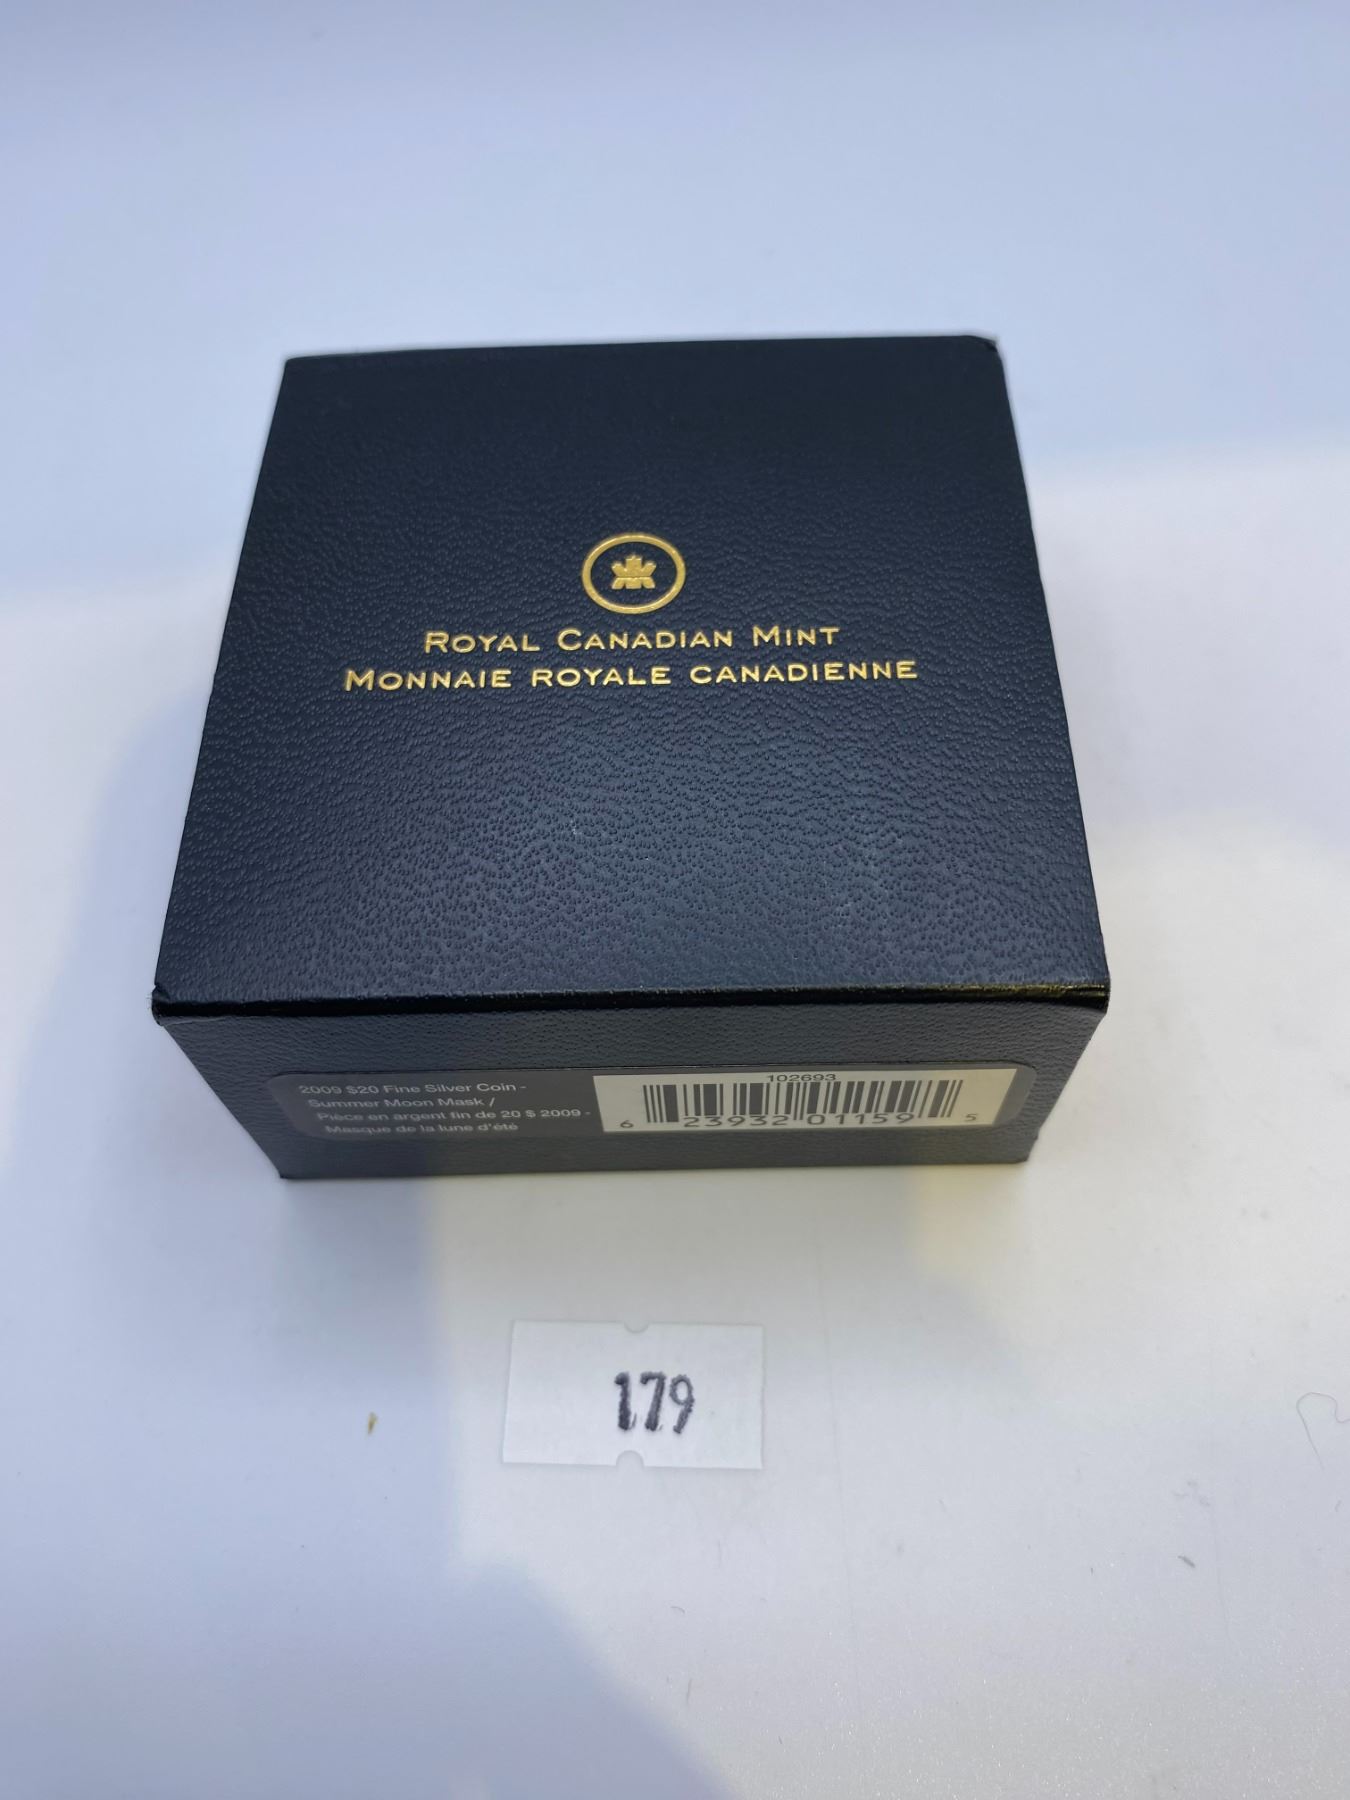 ROYAL CANADIAN MINT
MONNAIE ROYALE CANADIENNE
2009 $20 Fine Silver Coin -
Summer Moon Mask /
Pièce en argent fin de 20 $ 2009 -
Masque de la lune d'été
102693
6 23932 01159 5
179